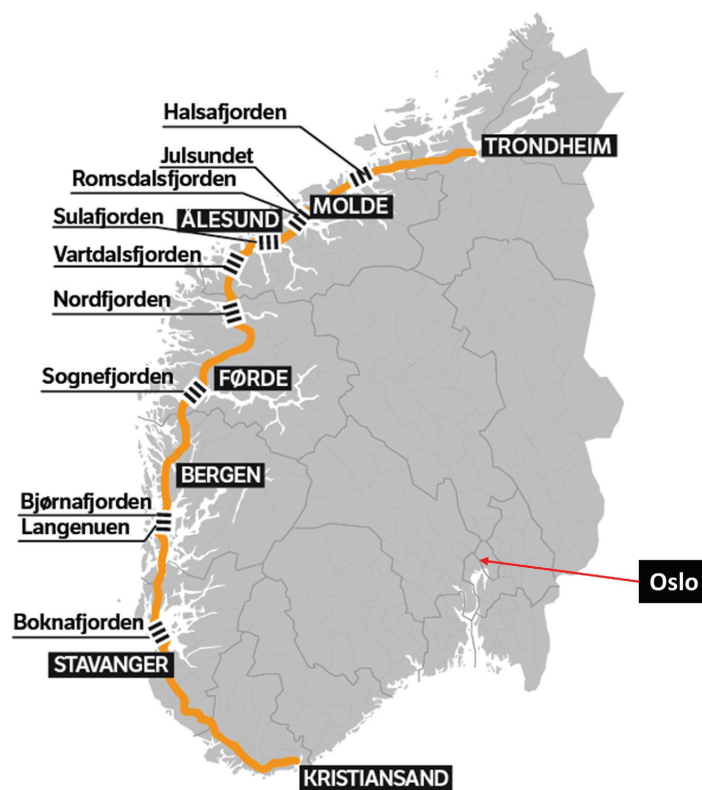 Halsafjorden
TRONDHEIM
Julsundet
Romsdalsfjorden
MOLDE
Sulafjorden
ÅLESUND
Vartdalsfjorden
Nordfjorden
Sognefjorden
FØRDE
BERGEN
Bjørnafjorden
Langenuen
Oslo
Boknafjorden
STAVANGER
KRISTIANSAND